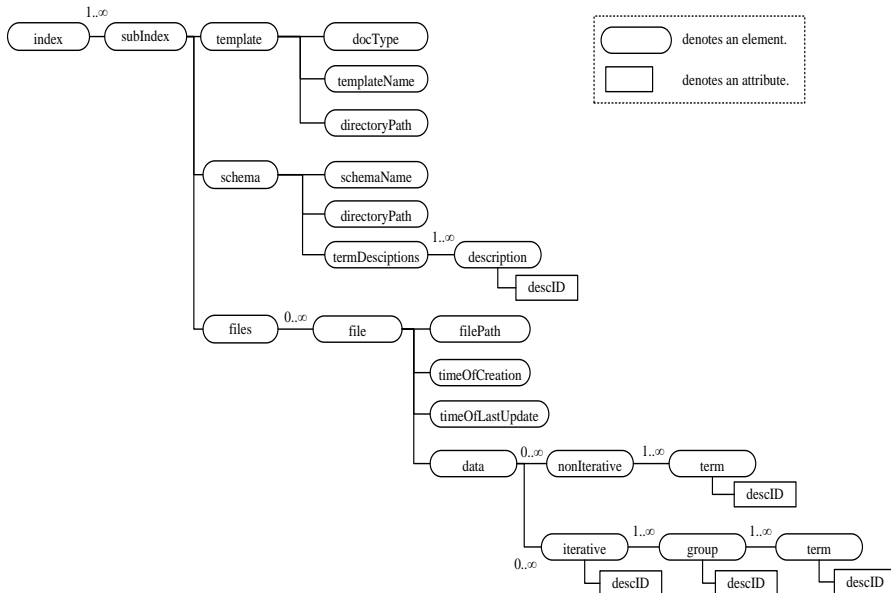 1..∞
index
subIndex
template
docType
denotes an element.
templateName
denotes an attribute.
directoryPath
schema
schemaName
directoryPath
1..∞
termDesciptions
description
descID
0..∞
files
file
filePath
timeOfCreation
timeOfLastUpdate
0..∞
1..∞
data
nonIterative
term
descID
1..∞
1..∞
iterative
group
term
0..∞
descID
descID
descID